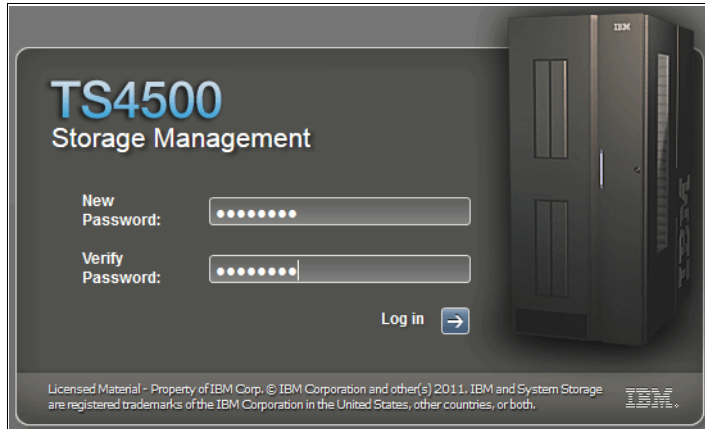 IBM
TS4500
Storage Management
New
Password:
Verify
Password:
Log in
IBM
Licensed Material - Property of IBM Corp. © IBM Corporation and other(s) 2011. IBM and System Storage
are registered trademarks of the IBM Corporation in the United States, other countries, or both.
IBM.